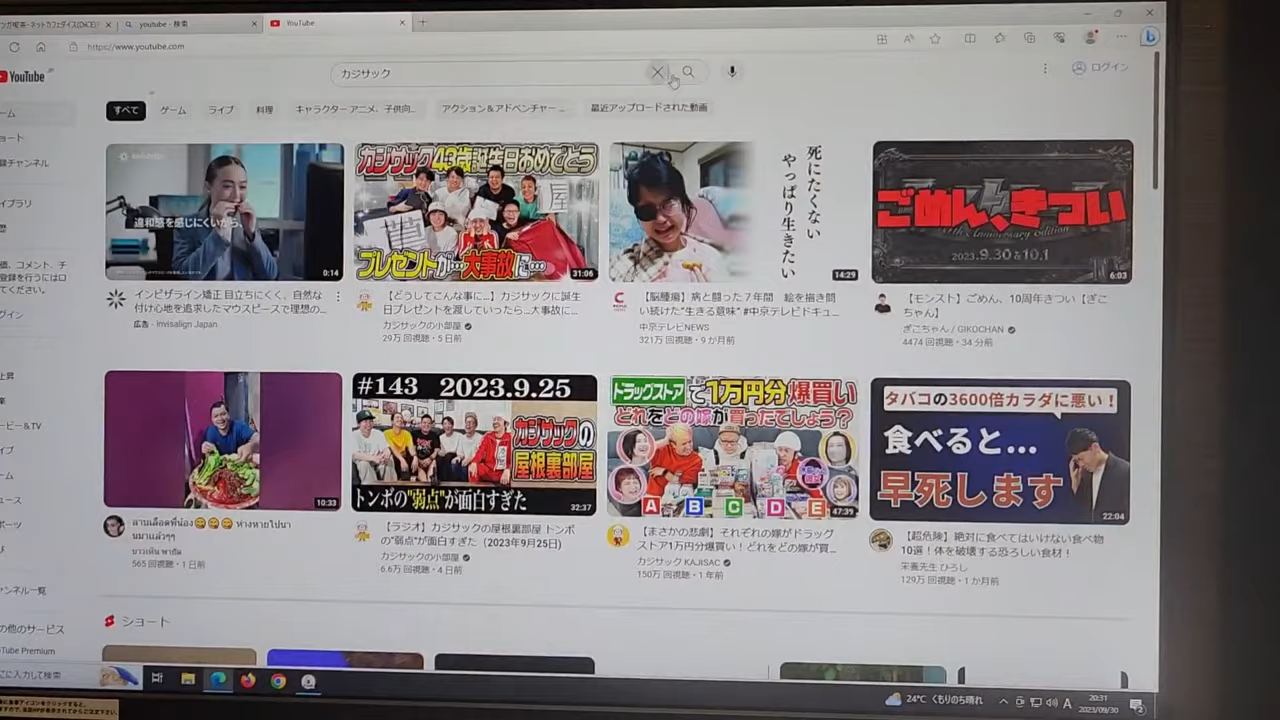 youtube - 検索
YouTube
https://www.youtube.com
YouTube
カジサック
ログイン
すべて
ゲーム
ライブ
料理
キャラクター アニメ、子供向...
アクション&アドベンチャー ...
最近アップロードされた動画
違和感を感じにくいから、
0:14
カジサック43歳誕生日おめでとう
プレゼントが…大事故に…
31:06
死にたくない
やっぱり生きたい
14:29
ごめん、きつい
2023.9.30&10.1
6:03
インビザライン矯正 目立ちにくく、自然な
付け心地を追求したマウスピースで理想の...
広告・Invisalign Japan
【どうしてこんな事に…】カジサックに誕生
日プレゼントを渡していったら…大事故に…
カジサックの小部屋
29万 回視聴・5 日前
【脳腫瘍】病と闘った７年間 絵を描き問
い続けた“生きる意味” #中京テレビドキュ...
中京テレビNEWS
321万 回視聴・9 か月前
【モンスト】ごめん、10周年きつい【ぎこ
ちゃん】
ぎこちゃん / GIKOCHAN
4474 回視聴・34 分前
10:33
#143 2023.9.25
カジサックの
屋根裏部屋
トンボの"弱点"が面白すぎた
32:37
ドラッグストアで1万円分爆買い
どれをどの嫁が買ったでしょう?
A B C D E
47:39
タバコの3600倍カラダに悪い!
食べると…
早死します
22:04
565 回視聴・1 日前
【ラジオ】カジサックの屋根裏部屋 トンボ
の“弱点”が面白すぎた（2023年9月25日)
カジサックの小部屋
6.6万 回視聴・4 日前
【まさかの悲劇】それぞれの嫁がドラッグ
ストア1万円分爆買い！どれをどの嫁が買...
カジサック KAJISAC
150万 回視聴・1 年前
【超危険】絶対に食べてはいけない食べ物
10選！体を破壊する恐ろしい食材！
栄養先生 ひろし
129万 回視聴・1 か月前
ショート
の他のサービス
Tube Premium
こに入力して検索
24°C くもりのち晴れ
A
20:31
2023/09/30